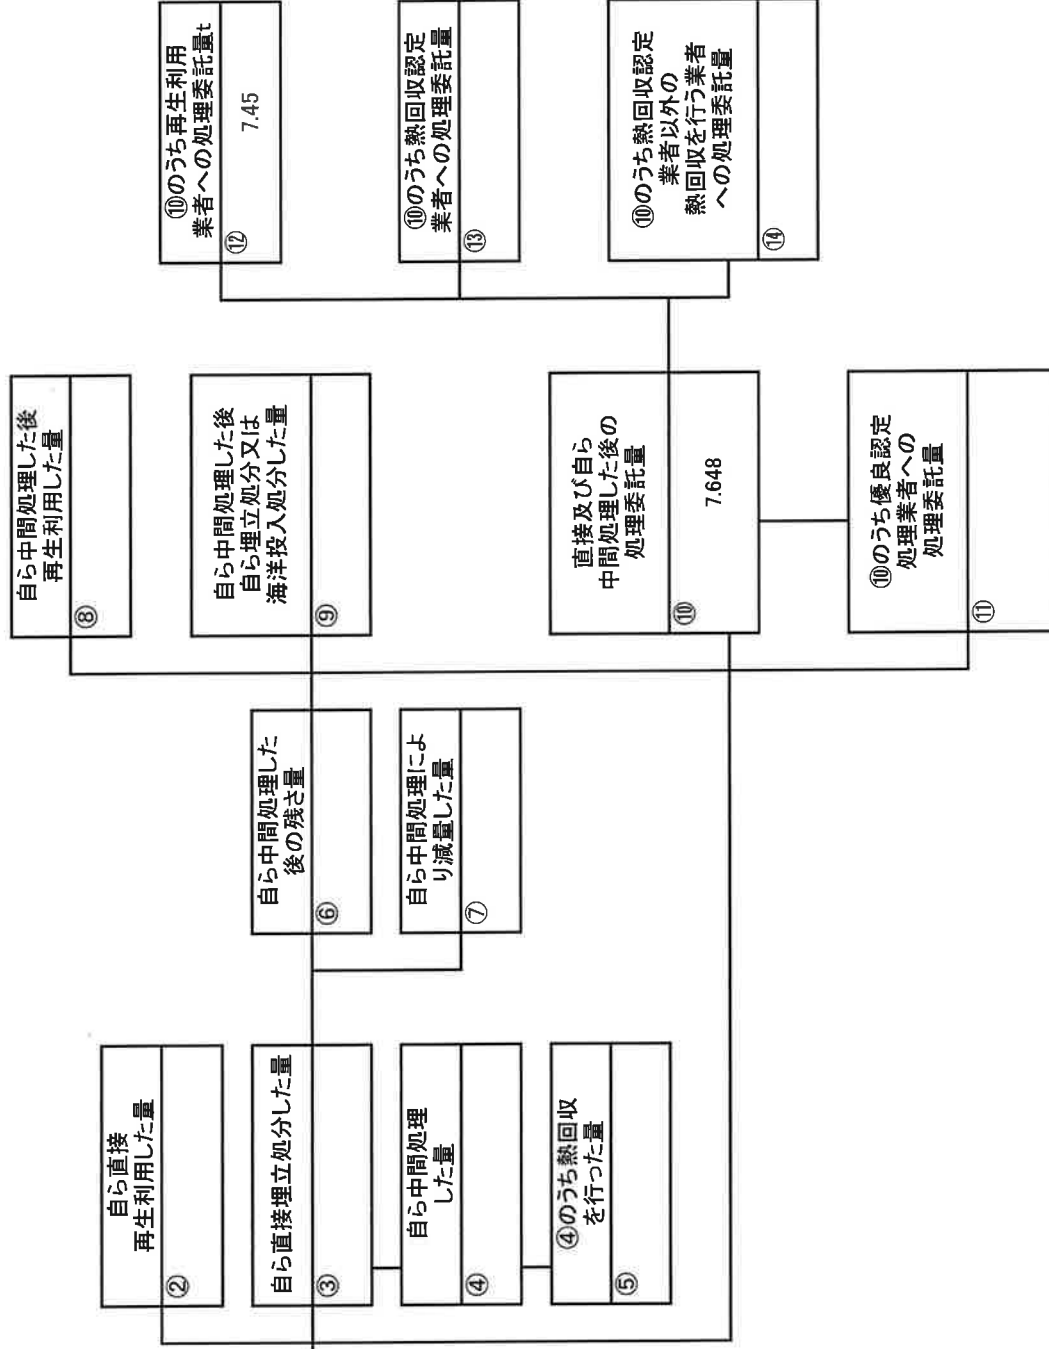 自ら直接
再生利用した量
②
自ら直接埋立処分した量
③
自ら中間処理
した量
④
④のうち熱回収
を行った量
⑤
自ら中間処理した
後の残さ量
⑥
自ら中間処理によ
り減量した量
⑦
自ら中間処理した後
再生利用した量
⑧
自ら中間処理した後
自ら埋立処分又は
海洋投入処分した量
⑨
直接及び自ら
中間処理した後の
処理委託量
⑩
7.648
⑩のうち優良認定
処理業者への
処理委託量
⑪
⑩のうち再生利用
業者への処理委託量t
⑫
7.45
⑩のうち熱回収認定
業者への処理委託量
⑬
⑩のうち熱回収認定
業者以外の
熱回収を行う業者
への処理委託量
⑭